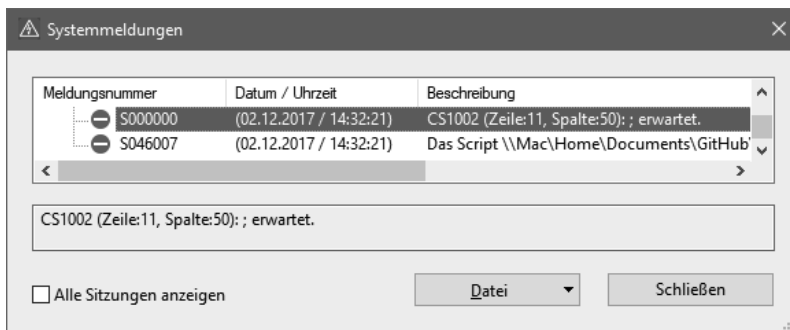 Systemmeldungen
Meldungsnummer Datum / Uhrzeit Beschreibung
S000000 (02.12.2017 / 14:32:21) CS1002 (Zeile:11, Spalte:50): ; erwartet.
S046007 (02.12.2017 / 14:32:21) Das Script \\Mac\Home\Documents\GitHub
CS1002 (Zeile:11, Spalte:50): ; erwartet.
Alle Sitzungen anzeigen Datei Schließen